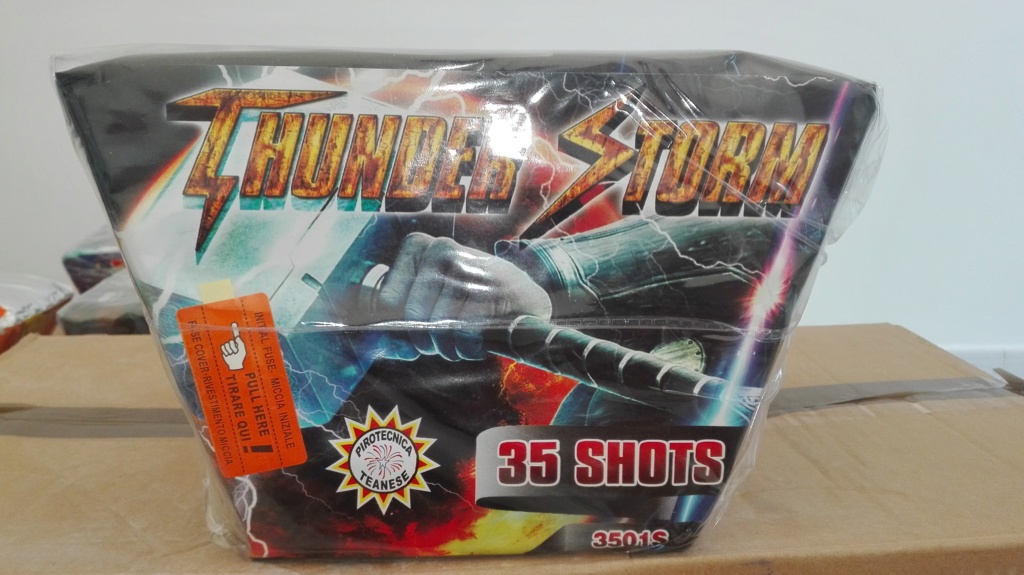 THUNDER STORM
INITIAL FUSE: MICCIA INIZIALE
PULL HERE !
TIRARE QUI !
FUSE COVER-RIVESTIMENTO MICCIA
PIROTECNICA
TEANESE
35 SHOTS
3501S